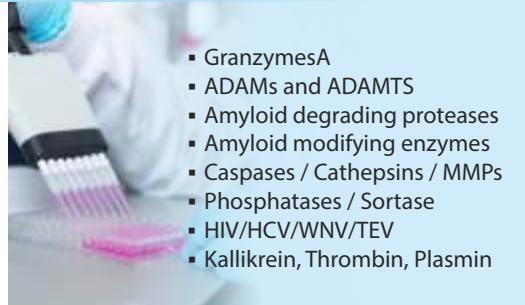 ▪ GranzymesA
▪ ADAMs and ADAMTS
▪ Amyloid degrading proteases
▪ Amyloid modifying enzymes
▪ Caspases / Cathepsins / MMPs
▪ Phosphatases / Sortase
▪ HIV/HCV/WNV/TEV
▪ Kallikrein, Thrombin, Plasmin